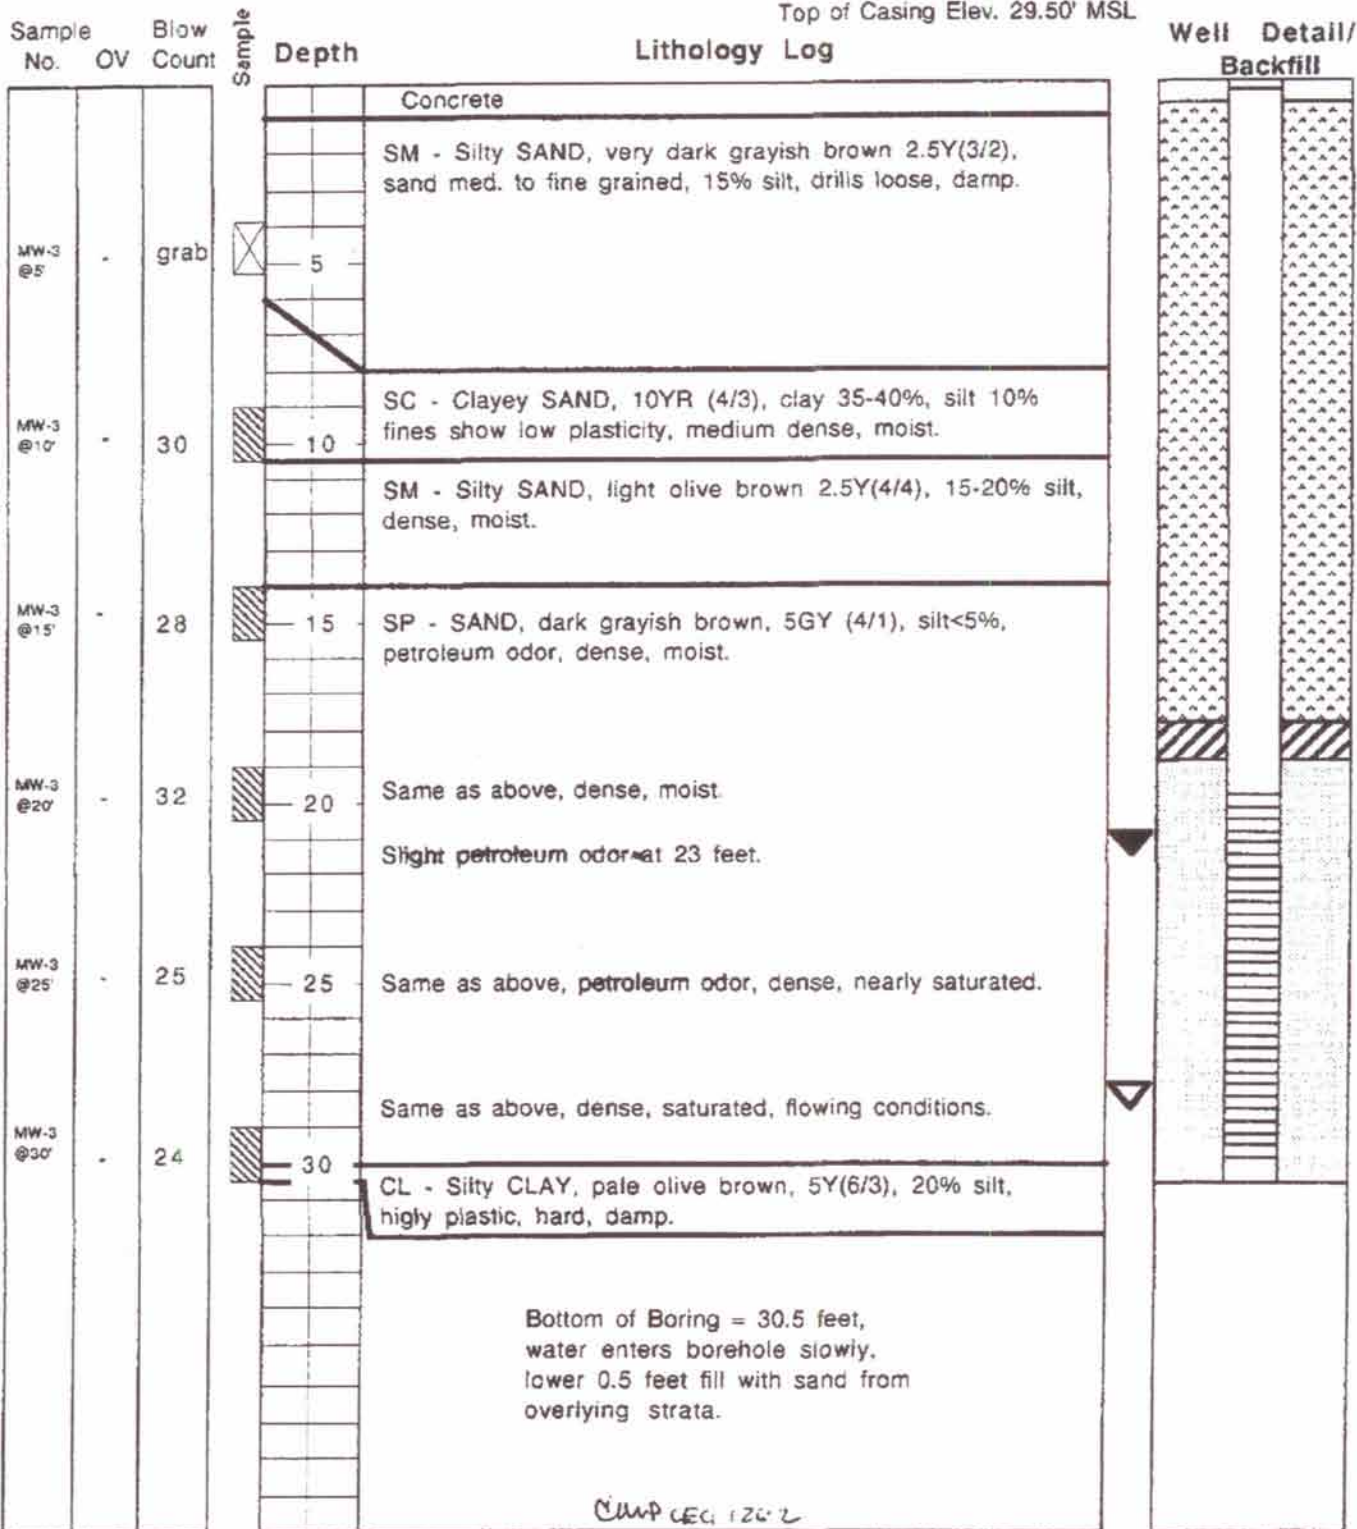 Top of Casing Elev. 29.50' MSL
Sample No.
OV
Blow Count
Sample
Depth
Lithology Log
Well Detail/
Backfill
Concrete
SM - Silty SAND, very dark grayish brown 2.5Y(3/2),
sand med. to fine grained, 15% silt, drills loose, damp.
MW-3
@5'
-
grab
5
SC - Clayey SAND, 10YR (4/3), clay 35-40%, silt 10%
fines show low plasticity, medium dense, moist.
MW-3
@10'
-
30
10
SM - Silty SAND, light olive brown 2.5Y(4/4), 15-20% silt,
dense, moist.
MW-3
@15'
-
28
15
SP - SAND, dark grayish brown, 5GY (4/1), silt<5%,
petroleum odor, dense, moist.
MW-3
@20'
-
32
20
Same as above, dense, moist.
Slight petroleum odor at 23 feet.
MW-3
@25'
-
25
25
Same as above, petroleum odor, dense, nearly saturated.
Same as above, dense, saturated, flowing conditions.
MW-3
@30'
-
24
30
CL - Silty CLAY, pale olive brown, 5Y(6/3), 20% silt,
higly plastic, hard, damp.
Bottom of Boring = 30.5 feet,
water enters borehole slowly,
lower 0.5 feet fill with sand from
overlying strata.
CEG 1262